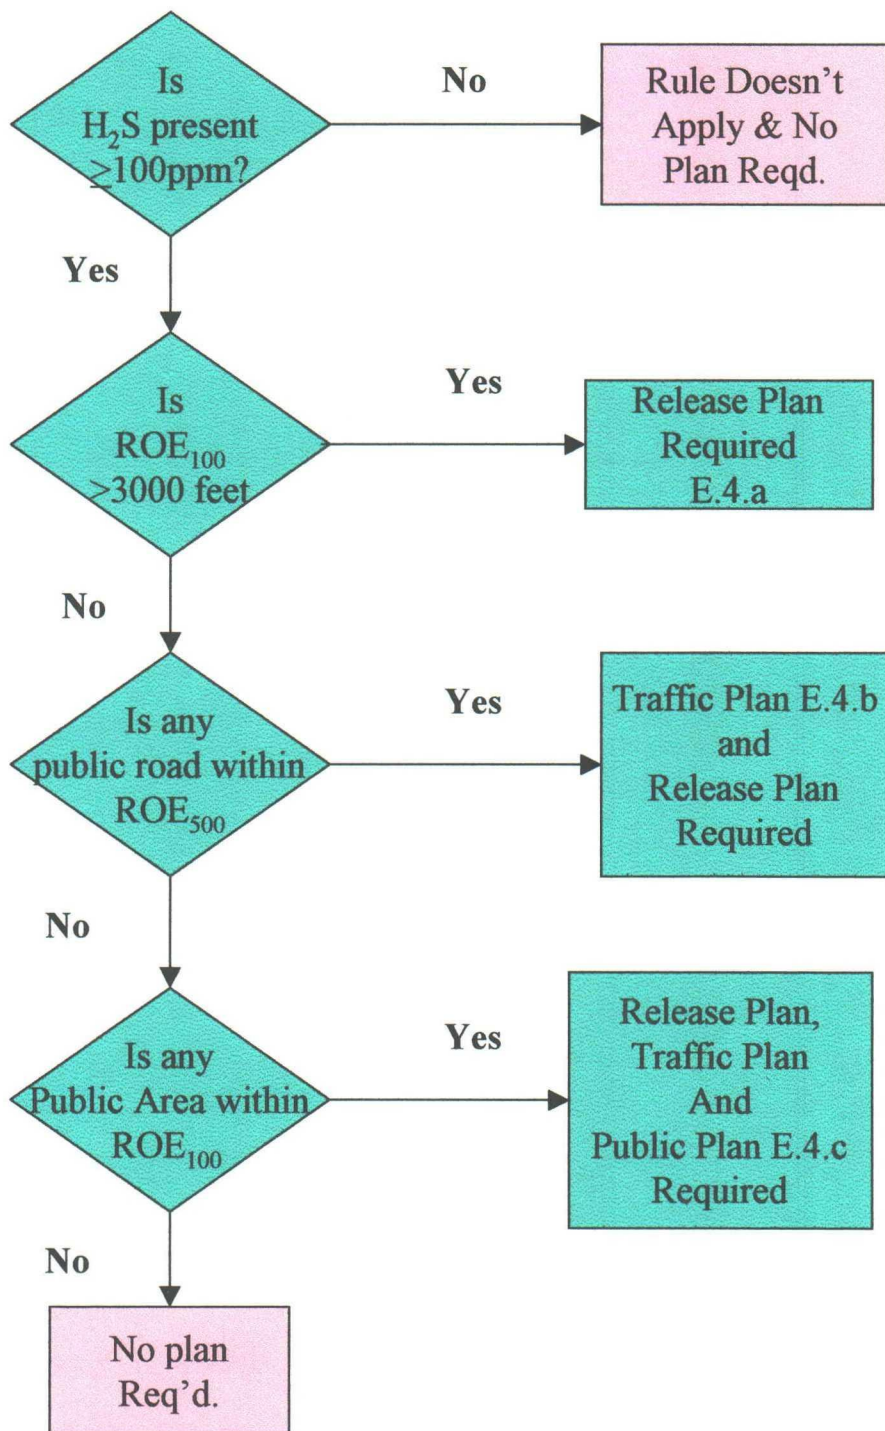 Is
H₂S present
≥100ppm?
No
Rule Doesn't
Apply & No
Plan Reqd.
Yes
Is
ROE₁₀₀
>3000 feet
Yes
Release Plan
Required
E.4.a
No
Is any
public road within
ROE₅₀₀
Yes
Traffic Plan E.4.b
and
Release Plan
Required
No
Is any
Public Area within
ROE₁₀₀
Yes
Release Plan,
Traffic Plan
And
Public Plan E.4.c
Required
No
No plan
Req'd.